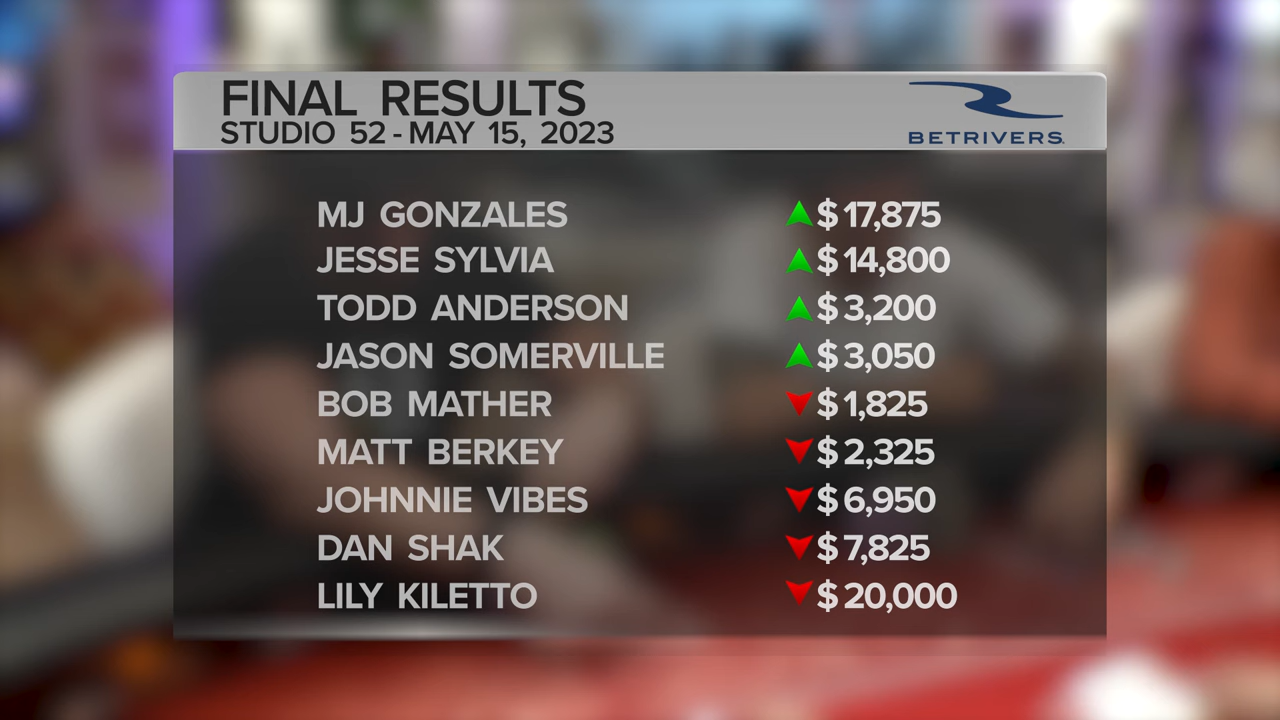 FINAL RESULTS
STUDIO 52 - MAY 15, 2023
BETRIVERS
MJ GONZALES $17,875
JESSE SYLVIA $14,800
TODD ANDERSON $3,200
JASON SOMERVILLE $3,050
BOB MATHER $1,825
MATT BERKEY $2,325
JOHNNIE VIBES $6,950
DAN SHAK $7,825
LILY KILETTO $20,000